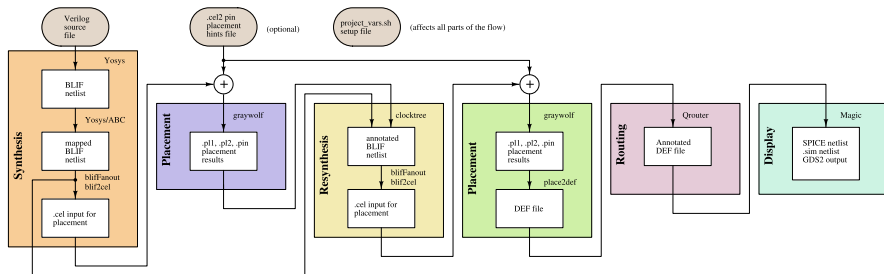 Verilog
source
file
.cel2 pin
placement
hints file
(optional)
project_vars.sh
setup file
(affects all parts of the flow)
Synthesis
Yosys
BLIF
netlist
Yosys/ABC
mapped
BLIF
netlist
blifFanout
blif2cel
.cel input for
placement
+
Placement
graywolf
.pl1, .pl2, .pin
placement
results
Resynthesis
clocktree
annotated
BLIF
netlist
blifFanout
blif2cel
.cel input for
placement
+
Placement
graywolf
.pl1, .pl2, .pin
placement
results
place2def
DEF file
Routing
Qrouter
Annotated
DEF file
Display
Magic
SPICE netlist
.sim netlist
GDS2 output